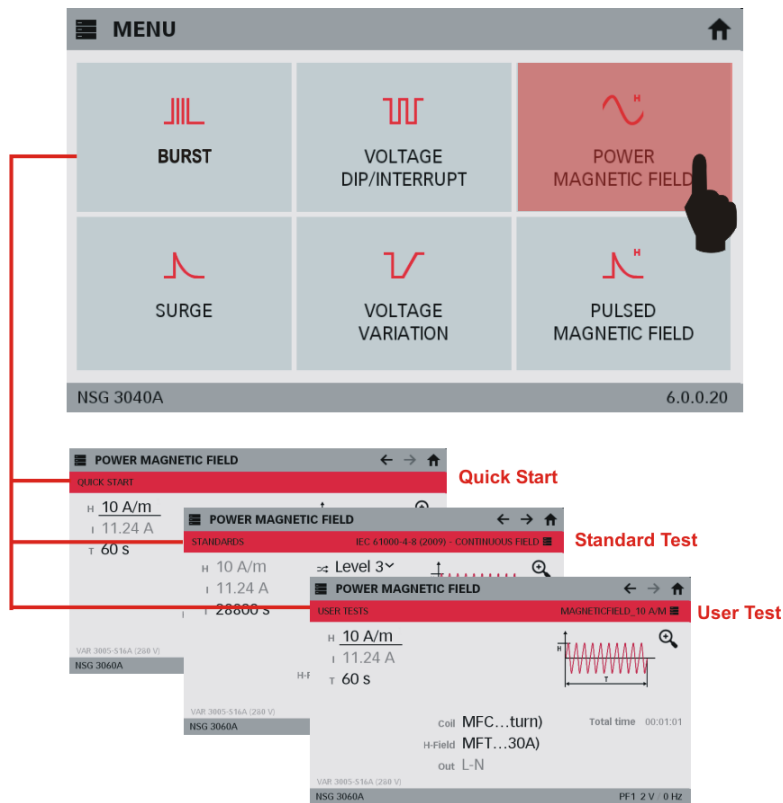 MENU
BURST
VOLTAGE
DIP/INTERRUPT
H
POWER
MAGNETIC FIELD
SURGE
VOLTAGE
VARIATION
H
PULSED
MAGNETIC FIELD
NSG 3040A 6.0.0.20
POWER MAGNETIC FIELD
QUICK START
Quick Start
H 10 A/m
I 11.24 A
T 60 s
VAR 3005-S16A (280 V)
NSG 3060A
POWER MAGNETIC FIELD
STANDARDS IEC 61000-4-8 (2009) - CONTINUOUS FIELD
Standard Test
H 10 A/m
Level 3
I 11.24 A
T 28800 s
H-F
VAR 3005-S16A (280 V)
NSG 3060A
POWER MAGNETIC FIELD
USER TESTS MAGNETICFIELD_10 A/M
User Test
H 10 A/m
I 11.24 A
T 60 s
H
T
Coil MFC...turn) Total time 00:01:01
H-Field MFT...30A)
Out L-N
VAR 3005-S16A (280 V)
NSG 3060A PF1 2 V 0 Hz